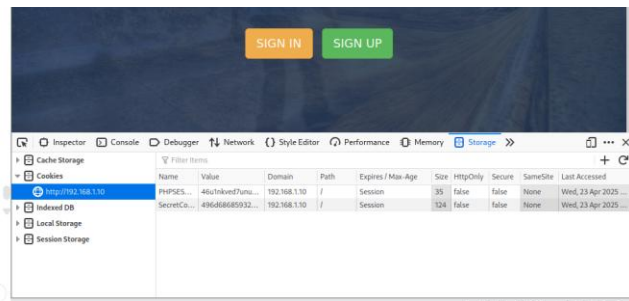 SIGN IN SIGN UP
Inspector Console Debugger Network {} Style Editor Performance Memory Storage
Cache Storage Filter Items
Cookies Name Value Domain Path Expires / Max-Age Size HttpOnly Secure SameSite Last Accessed
http://192.168.1.10 PHPSES... 46u1nkved7unu... 192.168.1.10 / Session 35 false false None Wed, 23 Apr 2025 ...
Indexed DB SecretCo... 496d68685932... 192.168.1.10 / Session 124 false false None Wed, 23 Apr 2025 ...
Local Storage
Session Storage